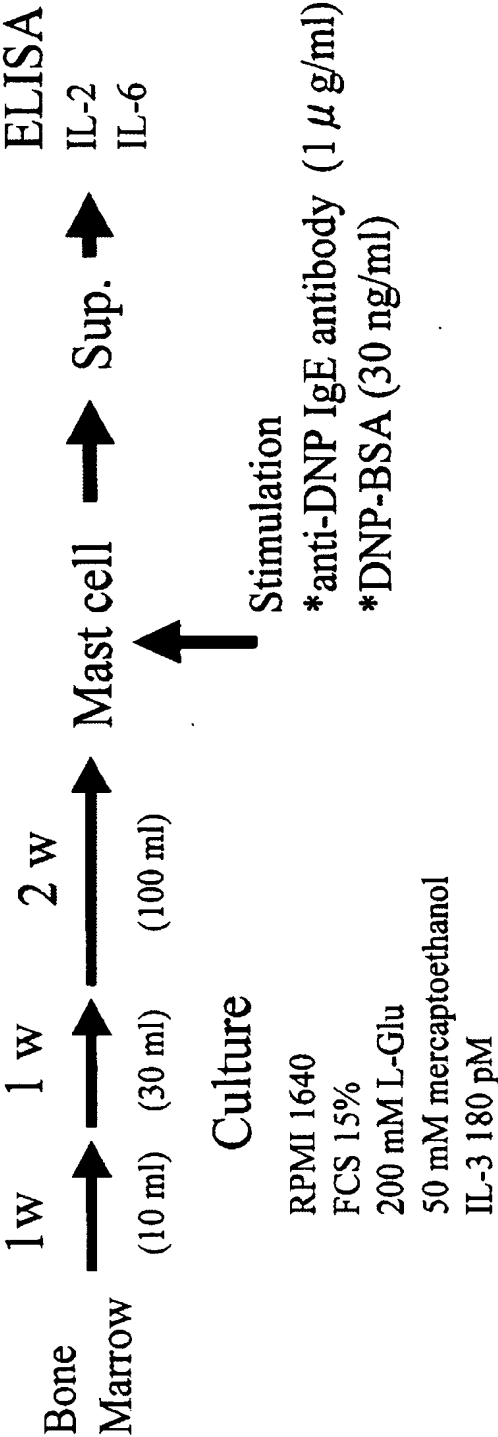 1w
1 w
2 w
Bone
Marrow
(10 ml)
(30 ml)
(100 ml)
Mast cell
Sup.
ELISA
IL-2
IL-6
Culture
RPMI 1640
FCS 15%
200 mM L-Glu
50 mM mercaptoethanol
IL-3 180 pM
Stimulation
*anti-DNP IgE antibody (1 μ g/ml)
*DNP-BSA (30 ng/ml)